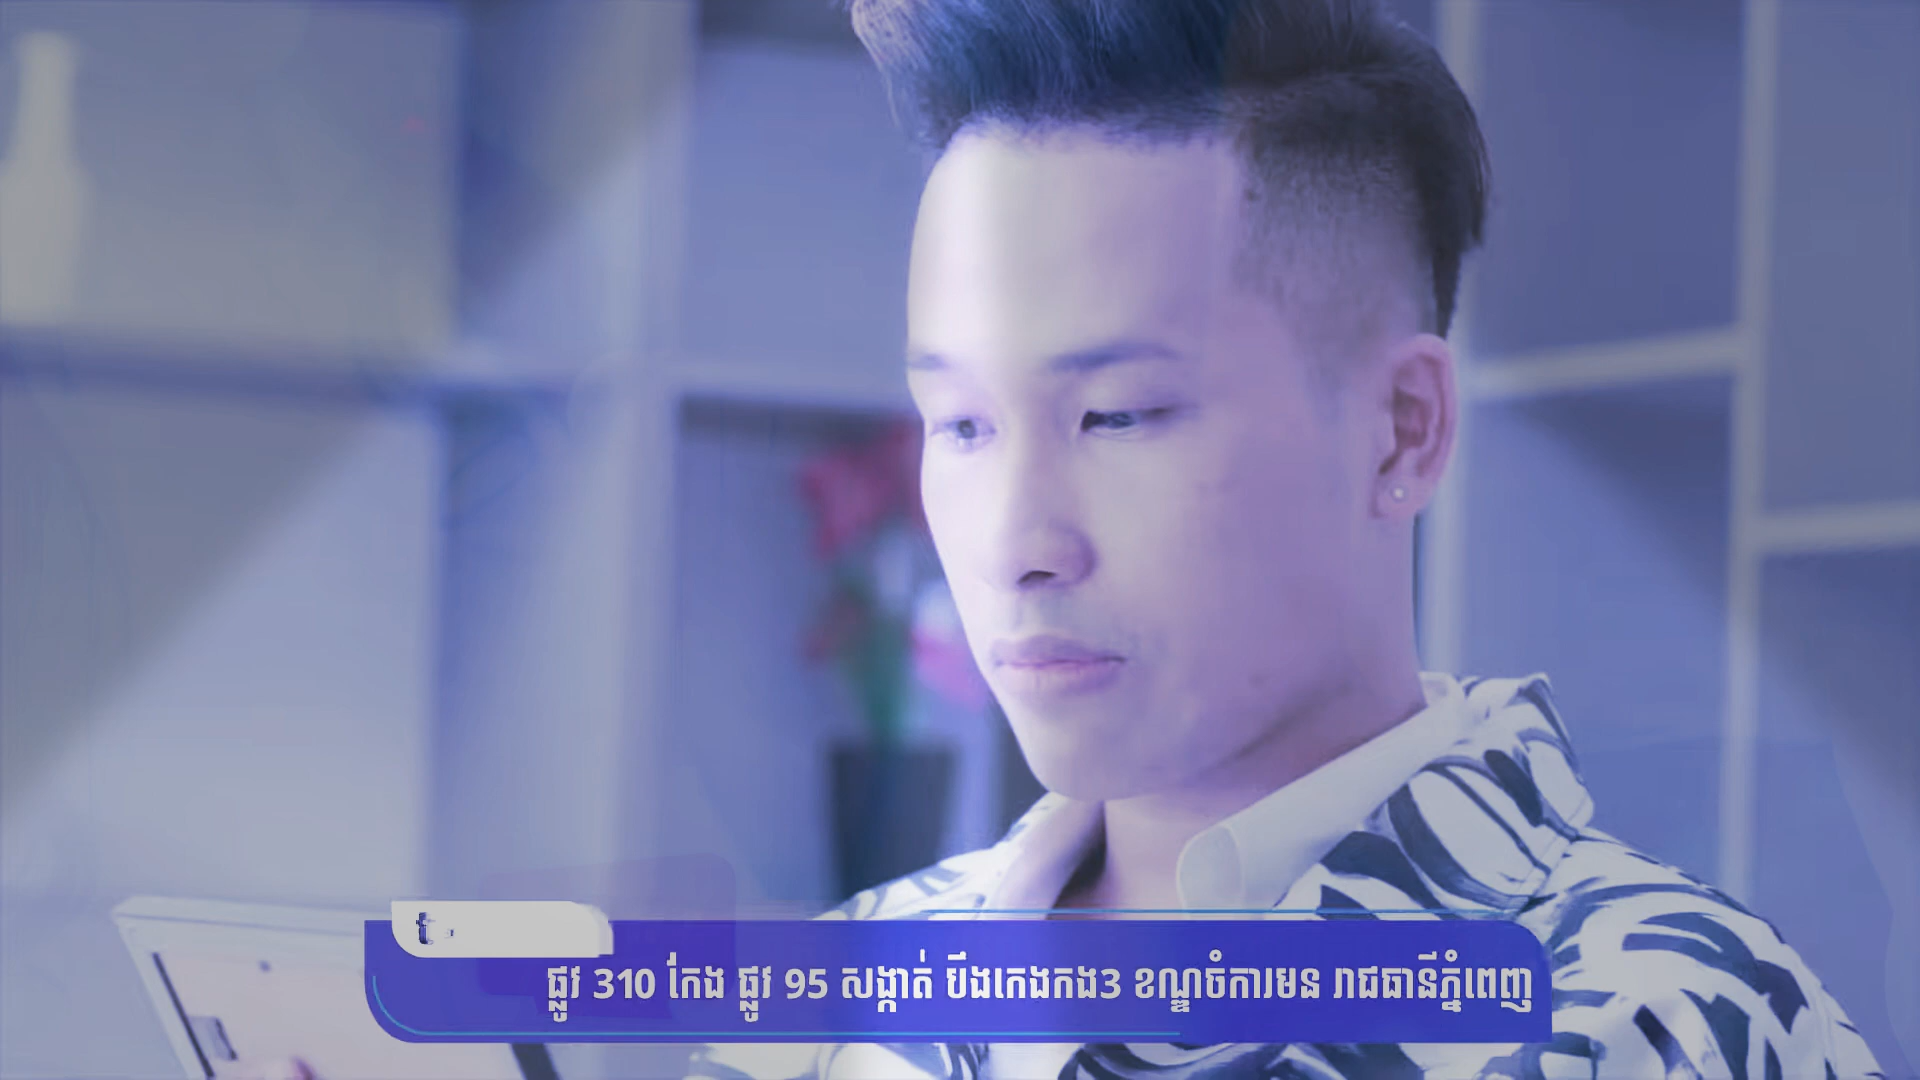 t
ផ្លូវ 310 កែង ផ្លូវ 95 សង្កាត់ បឹងកេងកង3 ខណ្ឌចំការមន រាជធានីភ្នំពេញ